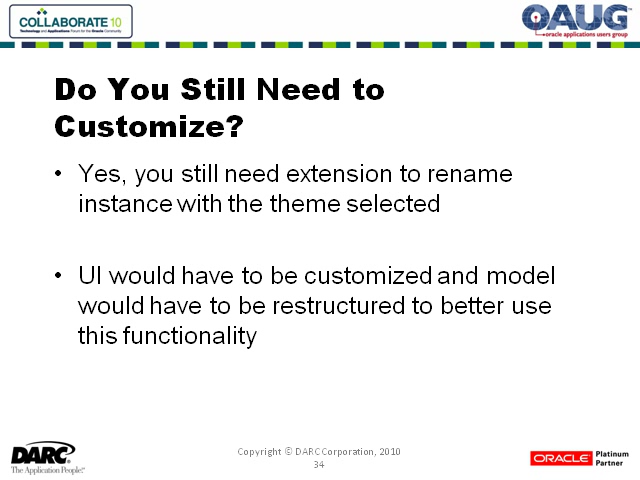 COLLABORATE 10
Technology and Applications Forum for the Oracle Community
OAUG
oracle applications users group
Do You Still Need to
Customize?
• Yes, you still need extension to rename
instance with the theme selected
• UI would have to be customized and model
would have to be restructured to better use
this functionality
DARC
The Application People.
Copyright © DARC Corporation, 2010
34
ORACLE Platinum
Partner